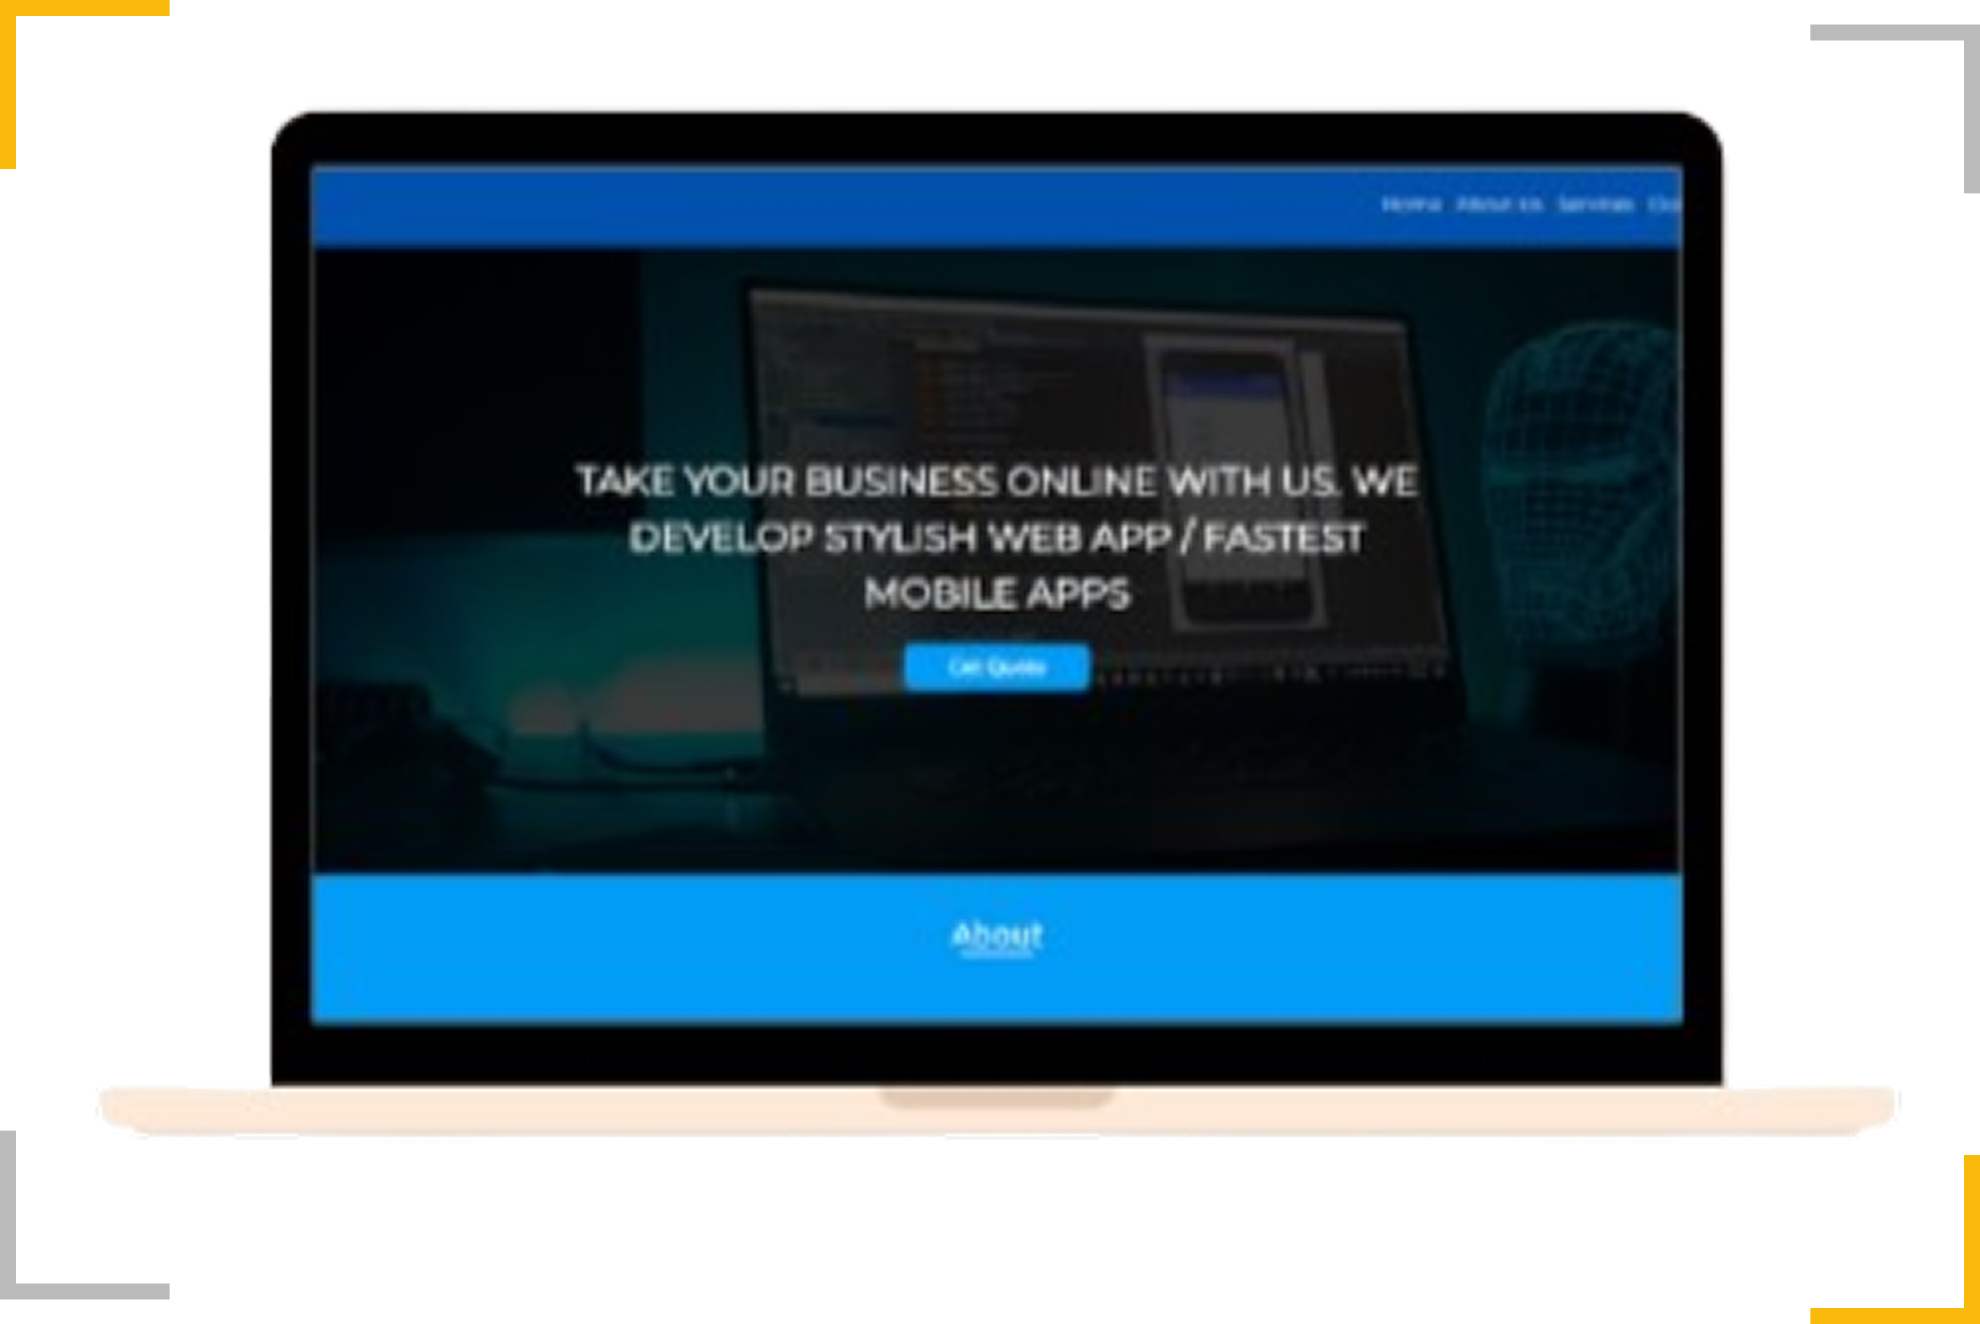 Home About Us Services
TAKE YOUR BUSINESS ONLINE WITH US. WE
DEVELOP STYLISH WEB APP / FASTEST
MOBILE APPS
Get Quote
About